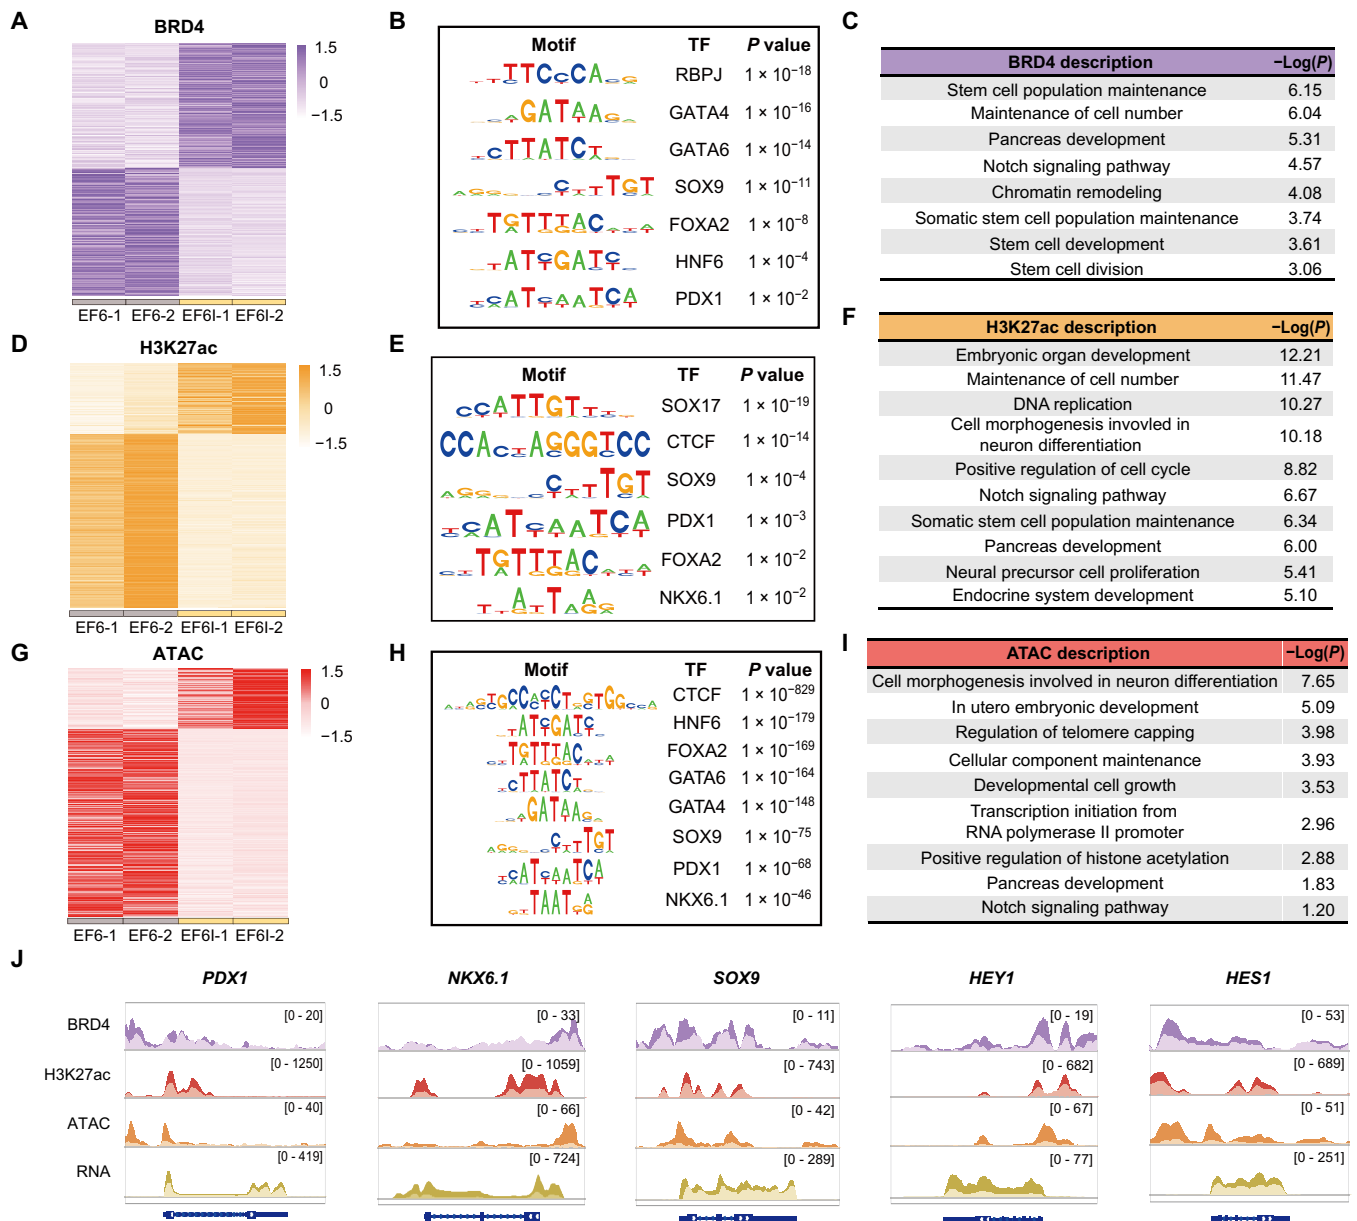 A
BRD4
1.5
0
−1.5
EF6-1 EF6-2 EF6I-1 EF6I-2
B
Motif TF P value
RBPJ 1 × 10−18
GATA4 1 × 10−16
GATA6 1 × 10−14
SOX9 1 × 10−11
FOXA2 1 × 10−8
HNF6 1 × 10−4
PDX1 1 × 10−2
C
BRD4 description −Log(P)
Stem cell population maintenance 6.15
Maintenance of cell number 6.04
Pancreas development 5.31
Notch signaling pathway 4.57
Chromatin remodeling 4.08
Somatic stem cell population maintenance 3.74
Stem cell development 3.61
Stem cell division 3.06
D
H3K27ac
1.5
0
−1.5
EF6-1 EF6-2 EF6I-1 EF6I-2
E
Motif TF P value
SOX17 1 × 10−19
CTCF 1 × 10−14
SOX9 1 × 10−4
PDX1 1 × 10−3
FOXA2 1 × 10−2
NKX6.1 1 × 10−2
F
H3K27ac description −Log(P)
Embryonic organ development 12.21
Maintenance of cell number 11.47
DNA replication 10.27
Cell morphogenesis invovled in
neuron differentiation 10.18
Positive regulation of cell cycle 8.82
Notch signaling pathway 6.67
Somatic stem cell population maintenance 6.34
Pancreas development 6.00
Neural precursor cell proliferation 5.41
Endocrine system development 5.10
G
ATAC
1.5
0
−1.5
EF6-1 EF6-2 EF6I-1 EF6I-2
H
Motif TF P value
CTCF 1 × 10−829
HNF6 1 × 10−179
FOXA2 1 × 10−169
GATA6 1 × 10−164
GATA4 1 × 10−148
SOX9 1 × 10−75
PDX1 1 × 10−68
NKX6.1 1 × 10−46
I
ATAC description −Log(P)
Cell morphogenesis involved in neuron differentiation 7.65
In utero embryonic development 5.09
Regulation of telomere capping 3.98
Cellular component maintenance 3.93
Developmental cell growth 3.53
Transcription initiation from
RNA polymerase II promoter 2.96
Positive regulation of histone acetylation 2.88
Pancreas development 1.83
Notch signaling pathway 1.20
J
PDX1 NKX6.1 SOX9 HEY1 HES1
BRD4 [0 - 20] [0 - 33] [0 - 11] [0 - 19] [0 - 53]
H3K27ac [0 - 1250] [0 - 1059] [0 - 743] [0 - 682] [0 - 689]
ATAC [0 - 40] [0 - 66] [0 - 42] [0 - 67] [0 - 51]
RNA [0 - 419] [0 - 724] [0 - 289] [0 - 77] [0 - 251]